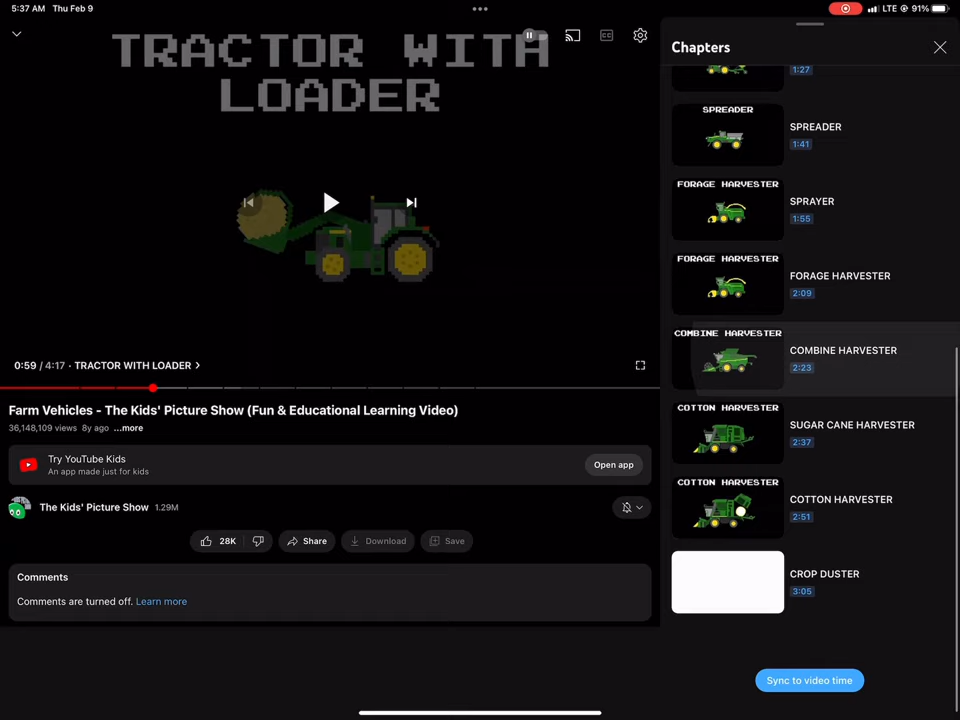 5:37 AM Thu Feb 9
LTE 91%
TRACTOR WITH
LOADER
CC
0:59 / 4:17 · TRACTOR WITH LOADER
Farm Vehicles - The Kids' Picture Show (Fun & Educational Learning Video)
36,148,109 views 8y ago ...more
Try YouTube Kids
An app made just for kids
Open app
The Kids' Picture Show 1.29M
28K
Share
Download
Save
Comments
Comments are turned off. Learn more
Chapters
1:27
SPREADER
SPREADER
1:41
FORAGE HARVESTER
SPRAYER
1:55
FORAGE HARVESTER
FORAGE HARVESTER
2:09
COMBINE HARVESTER
COMBINE HARVESTER
2:23
COTTON HARVESTER
SUGAR CANE HARVESTER
2:37
COTTON HARVESTER
COTTON HARVESTER
2:51
CROP DUSTER
3:05
Sync to video time